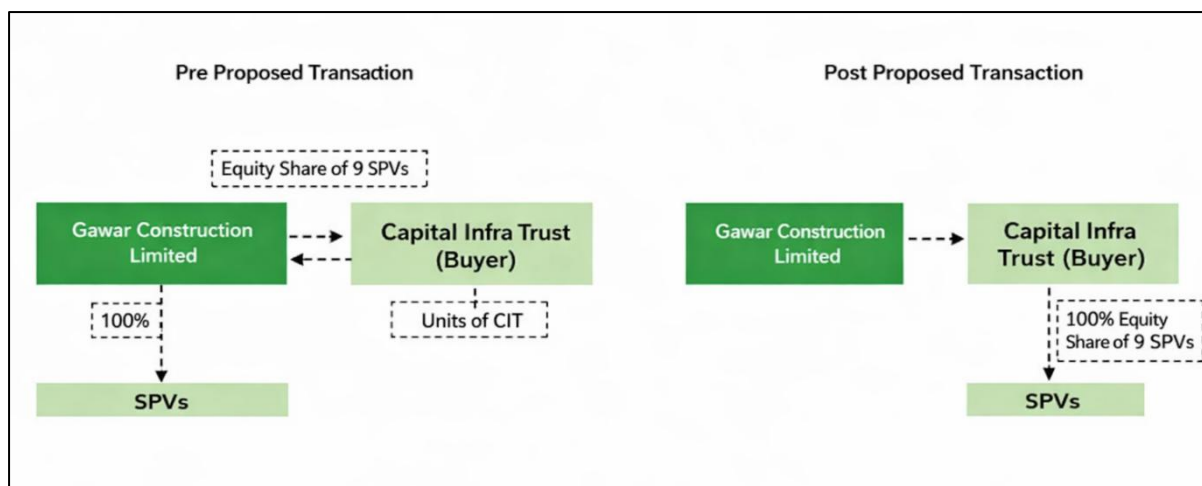 Pre Proposed Transaction
Equity Share of 9 SPVs
Gawar Construction
Limited
Capital Infra Trust
(Buyer)
100%
Units of CIT
SPVs
Post Proposed Transaction
Gawar Construction
Limited
Capital Infra
Trust (Buyer)
100% Equity
Share of 9 SPVs
SPVs